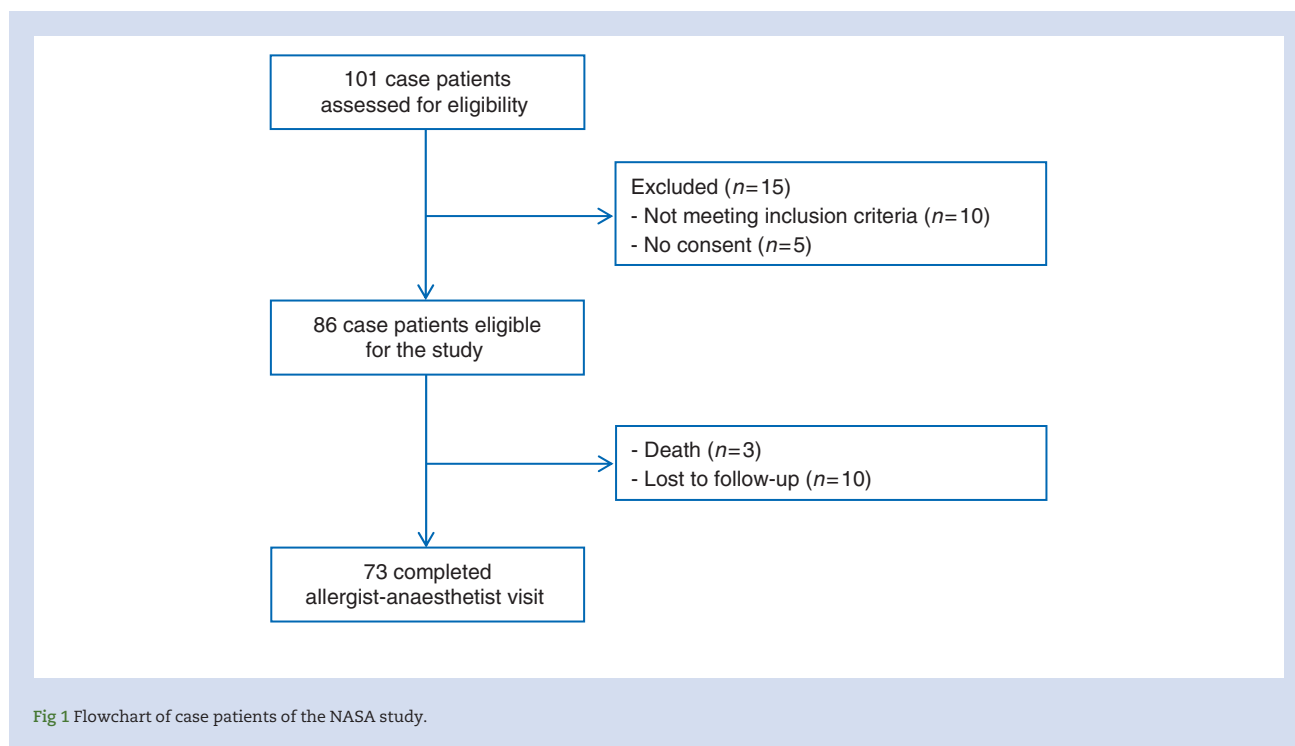 101 case patients
assessed for eligibility
Excluded (n=15)
- Not meeting inclusion criteria (n=10)
- No consent (n=5)
86 case patients eligible
for the study
- Death (n=3)
- Lost to follow-up (n=10)
73 completed
allergist-anaesthetist visit
Fig 1 Flowchart of case patients of the NASA study.